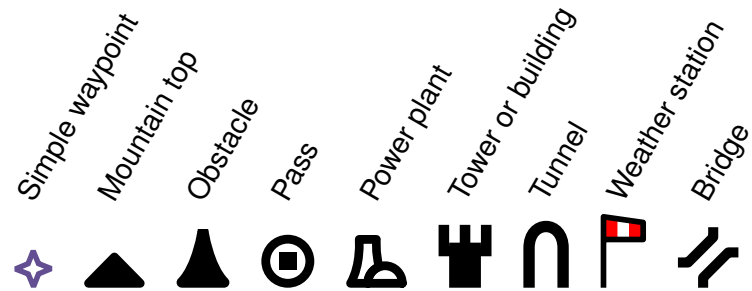 Simple waypoint
Mountain top
Obstacle
Pass
Power plant
Tower or building
Tunnel
Weather station
Bridge